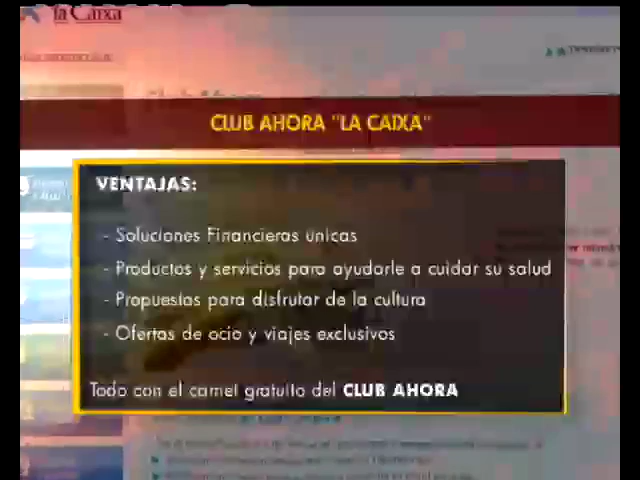 la Caixa
CLUB AHORA "LA CAIXA"
VENTAJAS:
- Soluciones Financieras unicas
- Productos y servicios para ayudarle a cuidar su salud
- Propuestas para disfrutar de la cultura
- Ofertas de ocio y viajes exclusivos
Todo con el carnet gratuito del CLUB AHORA